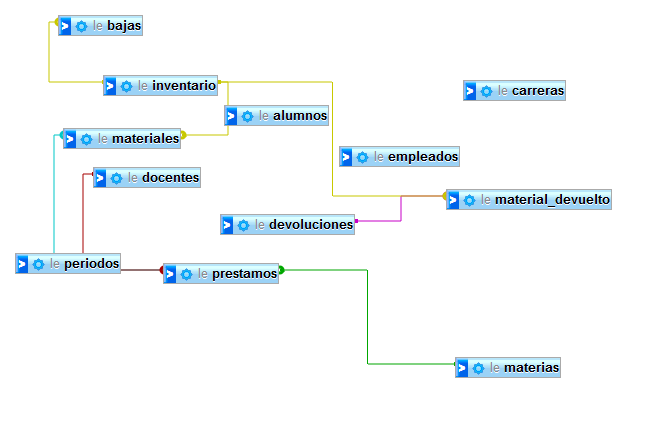 le bajas
le inventario
le carreras
le alumnos
le materiales
le empleados
le docentes
le material_devuelto
le devoluciones
le periodos
le prestamos
le materias